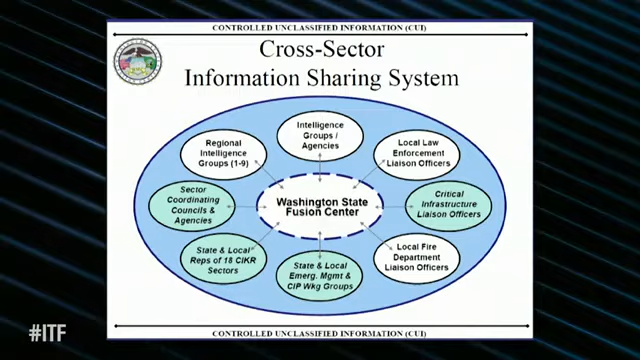 CONTROLLED UNCLASSIFIED INFORMATION (CUI)
Cross-Sector
Information Sharing System
Intelligence
Groups /
Agencies
Regional
Intelligence
Groups (1-9)
Local Law
Enforcement
Liaison Officers
Sector
Coordinating
Councils &
Agencies
Washington State
Fusion Center
Critical
Infrastructure
Liaison Officers
State & Local
Reps of 18 CIKR
Sectors
State & Local
Emerg. Mgmt &
CIP Wkg Groups
Local Fire
Department
Liaison Officers
#ITF
CONTROLLED UNCLASSIFIED INFORMATION (CUI)